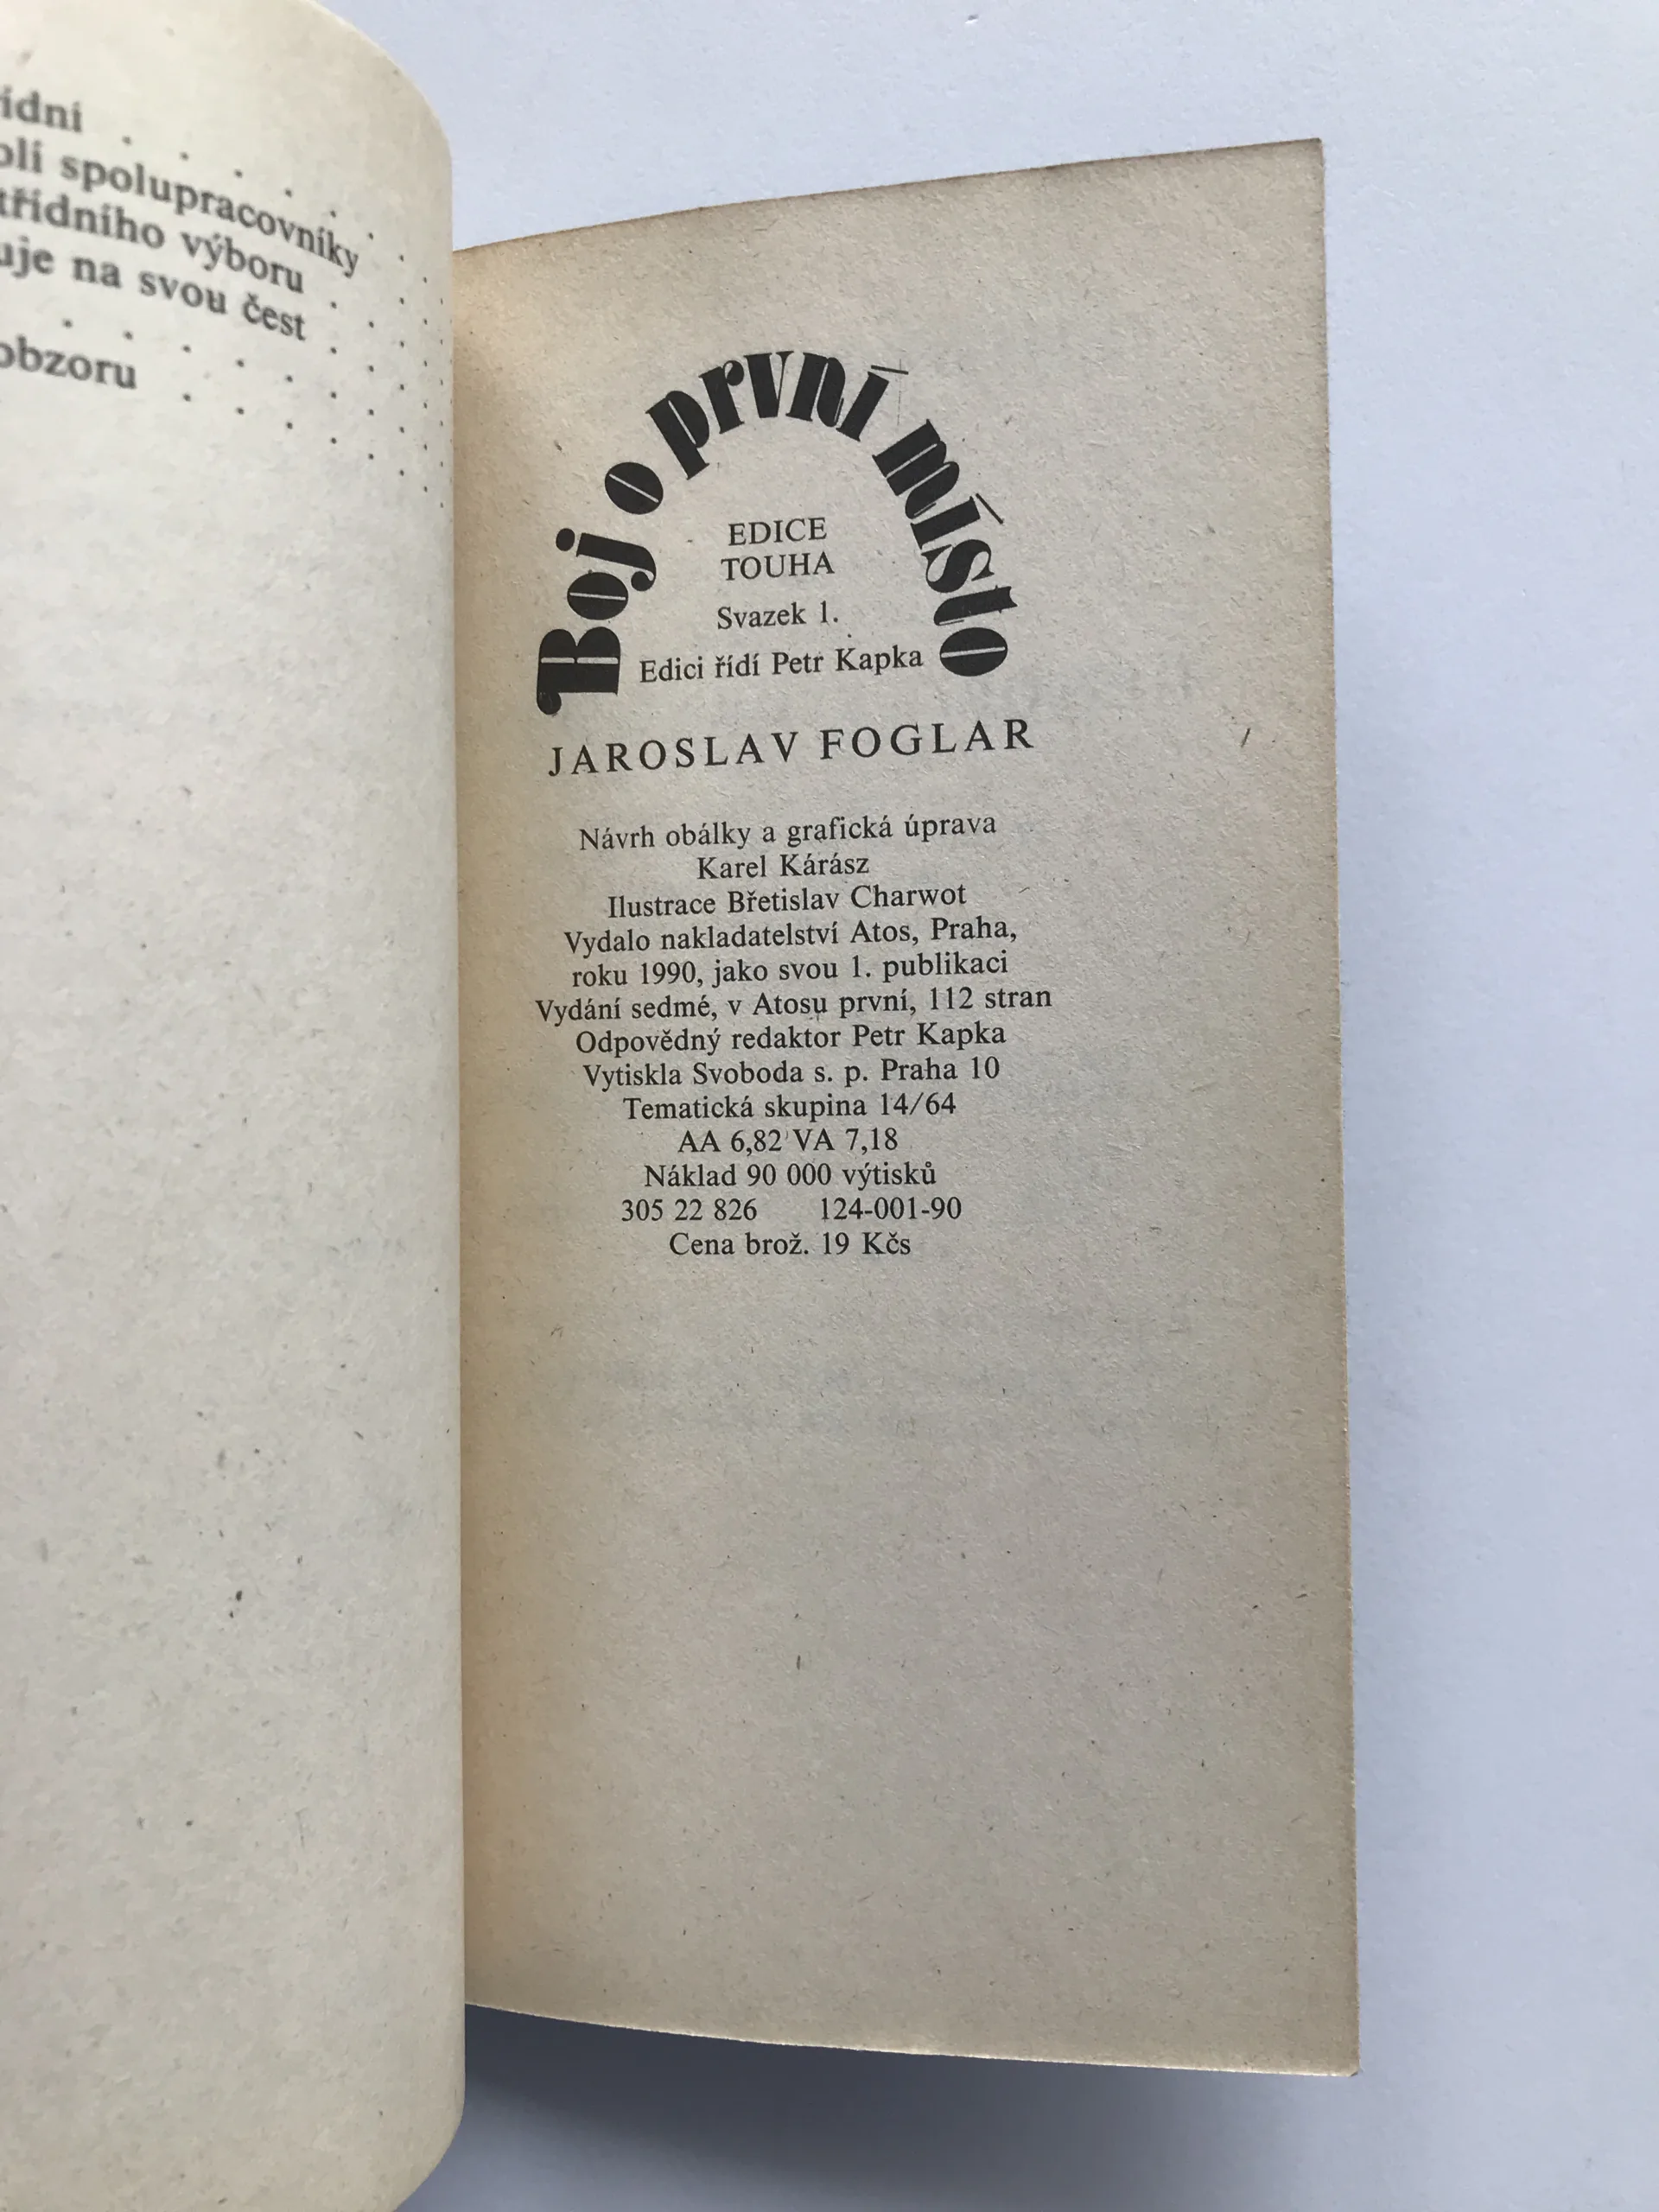 spolupracovníky
výboru
na svou čest
obzoru
Boj o první místo
EDICE
TOUHA
Svazek 1.
Edici řídí Petr Kapka
JAROSLAV FOGLAR
Návrh obálky a grafická úprava
Karel Kárász
Ilustrace Břetislav Charwot
Vydalo nakladatelství Atos, Praha,
roku 1990, jako svou 1. publikaci
Vydání sedmé, v Atosu první, 112 stran
Odpovědný redaktor Petr Kapka
Vytiskla Svoboda s. p. Praha 10
Tematická skupina 14/64
AA 6,82 VA 7,18
Náklad 90 000 výtisků
305 22 826 124-001-90
Cena brož. 19 Kčs